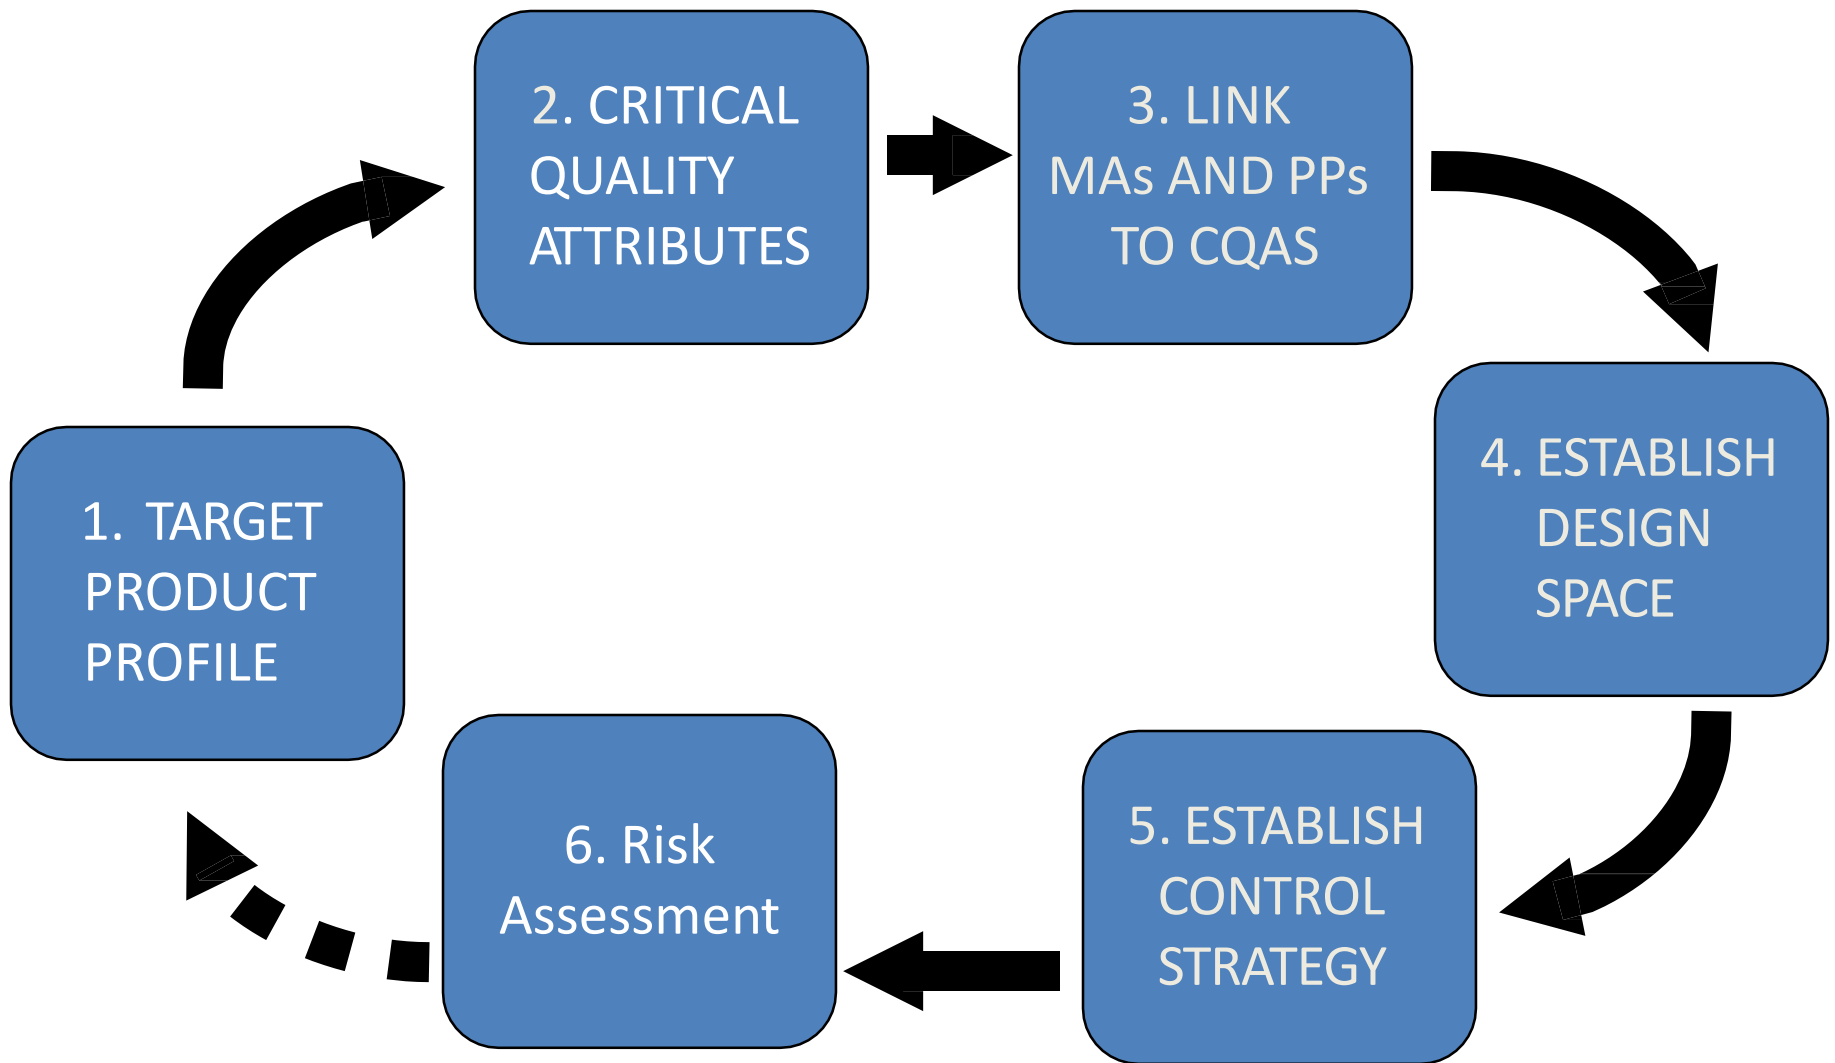 1. TARGET
PRODUCT
PROFILE
2. CRITICAL
QUALITY
ATTRIBUTES
3. LINK
MAs AND PPs
TO CQAS
4. ESTABLISH
DESIGN
SPACE
5. ESTABLISH
CONTROL
STRATEGY
6. Risk
Assessment